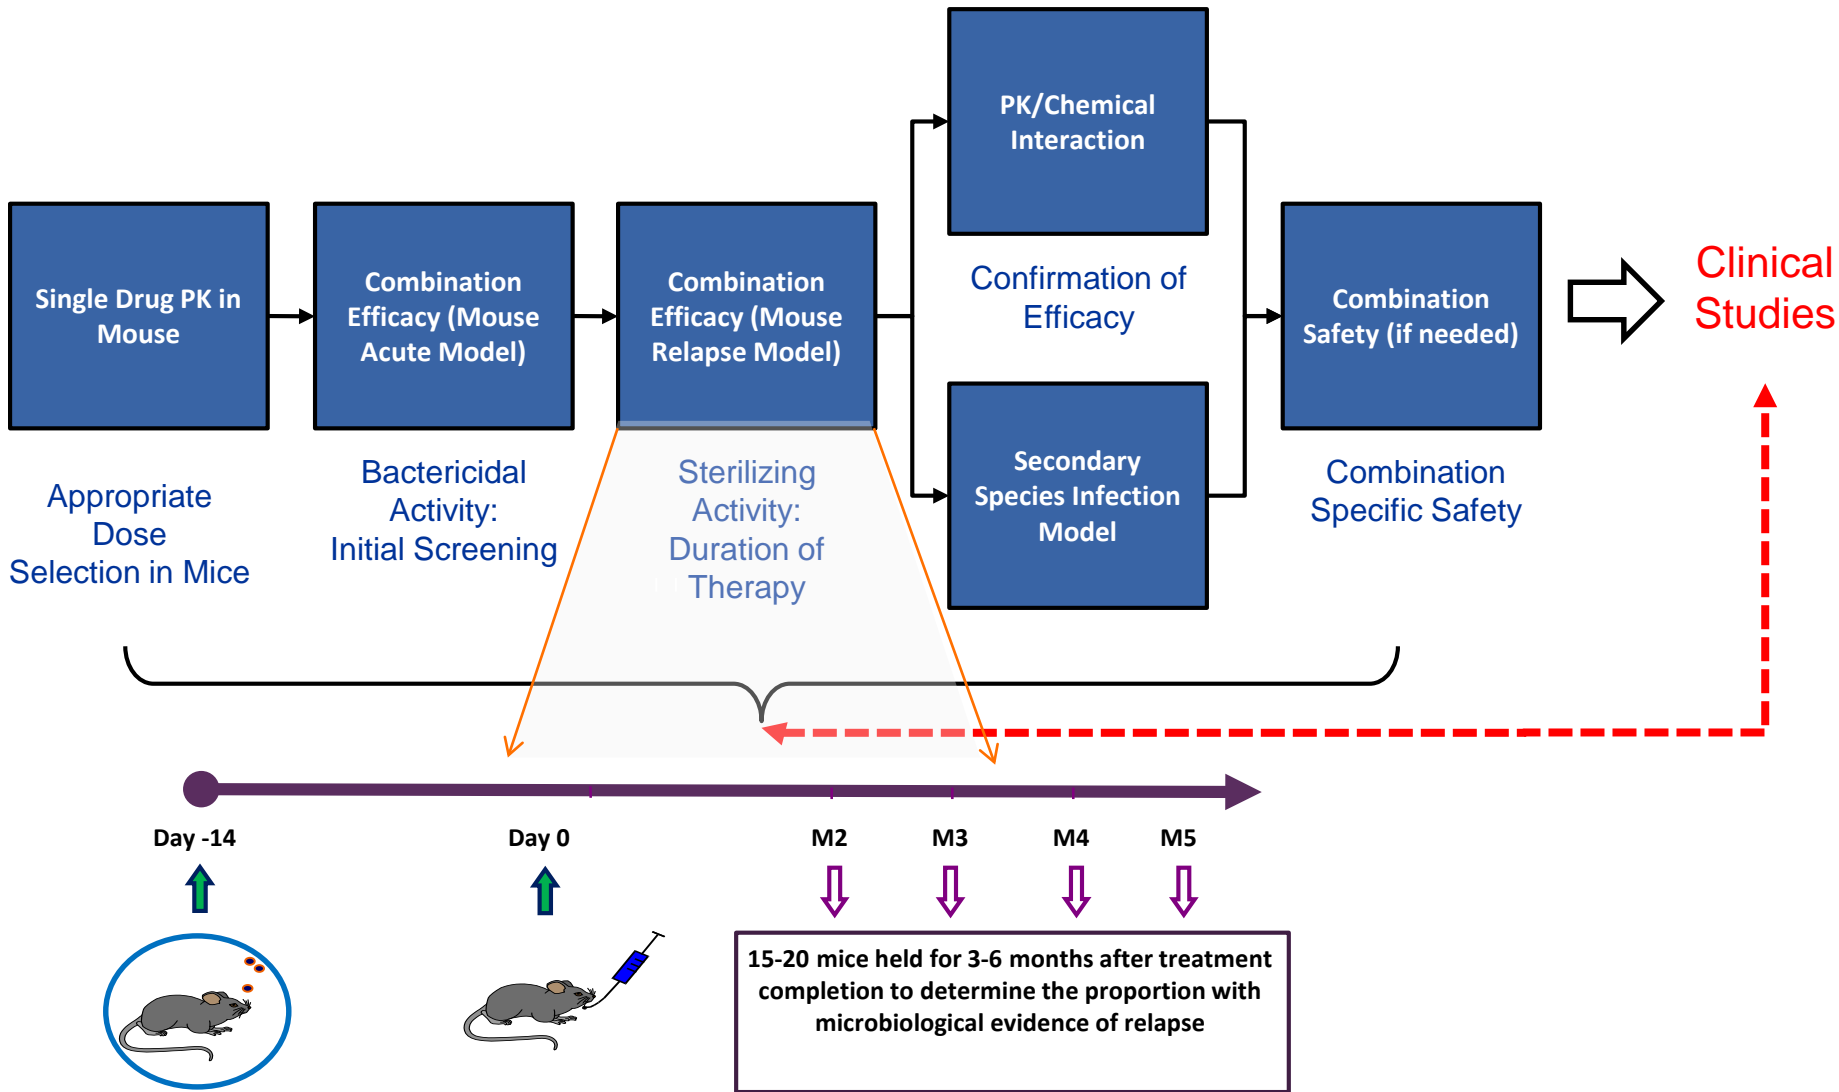 Single Drug PK in
Mouse
Appropriate
Dose
Selection in Mice
Combination
Efficacy (Mouse
Acute Model)
Bactericidal
Activity:
Initial Screening
Combination
Efficacy (Mouse
Relapse Model)
Sterilizing
Activity:
Duration of
Therapy
PK/Chemical
Interaction
Confirmation of
Efficacy
Secondary
Species Infection
Model
Combination
Safety (if needed)
Combination
Specific Safety
Clinical
Studies
Day -14
Day 0
M2
M3
M4
M5
15-20 mice held for 3-6 months after treatment
completion to determine the proportion with
microbiological evidence of relapse